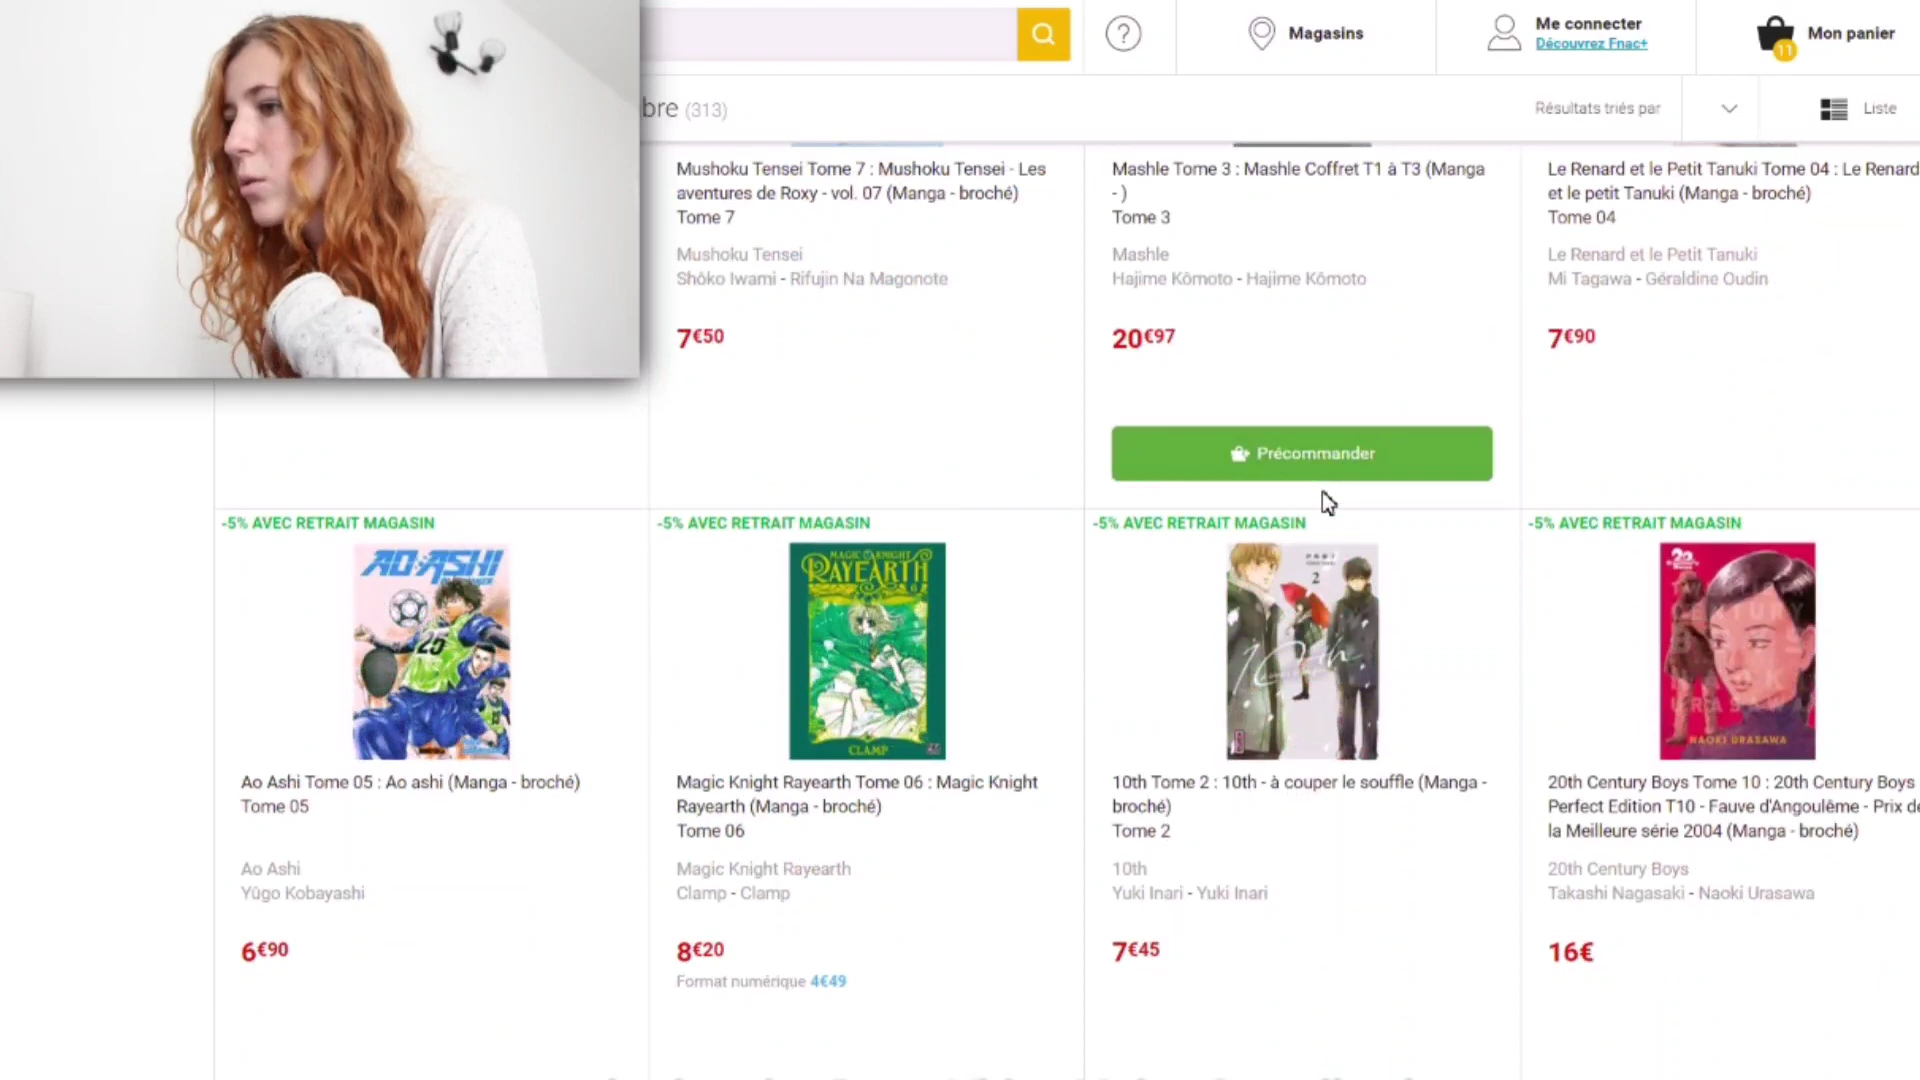 Magasins
Me connecter
Découvrez Fnac+
11
Mon panier
bre (313)
Résultats triés par
Liste
Mushoku Tensei Tome 7 : Mushoku Tensei - Les
aventures de Roxy - vol. 07 (Manga - broché)
Tome 7
Mushoku Tensei
Shôko Iwami - Rifujin Na Magonote
7€50
Mashle Tome 3 : Mashle Coffret T1 à T3 (Manga
- )
Tome 3
Mashle
Hajime Kômoto - Hajime Kômoto
20€97
Précommander
Le Renard et le Petit Tanuki Tome 04 : Le Renard
et le petit Tanuki (Manga - broché)
Tome 04
Le Renard et le Petit Tanuki
Mi Tagawa - Géraldine Oudin
7€90
-5% AVEC RETRAIT MAGASIN
AO-ASHI
25
Ao Ashi Tome 05 : Ao ashi (Manga - broché)
Tome 05
Ao Ashi
Yûgo Kobayashi
6€90
-5% AVEC RETRAIT MAGASIN
MAGIC KNIGHT
RAYEARTH
CLAMP
Magic Knight Rayearth Tome 06 : Magic Knight
Rayearth (Manga - broché)
Tome 06
Magic Knight Rayearth
Clamp - Clamp
8€20
Format numérique 4€49
-5% AVEC RETRAIT MAGASIN
2
10th
10th Tome 2 : 10th - à couper le souffle (Manga -
broché)
Tome 2
10th
Yuki Inari - Yuki Inari
7€45
-5% AVEC RETRAIT MAGASIN
NAOKI URASAWA
20th Century Boys Tome 10 : 20th Century Boys
Perfect Edition T10 - Fauve d'Angoulême - Prix de
la Meilleure série 2004 (Manga - broché)
20th Century Boys
Takashi Nagasaki - Naoki Urasawa
16€